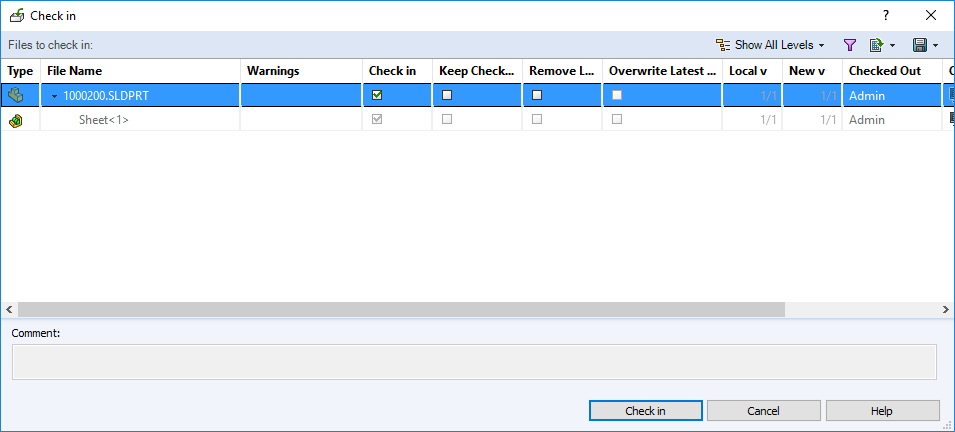 Check in
?
Files to check in:
Show All Levels
Type File Name Warnings Check in Keep Check... Remove L... Overwrite Latest ... Local v New v Checked Out
1000200.SLDPRT 1/1 1/1 Admin
Sheet<1> 1/1 1/1 Admin
Comment:
Check in Cancel Help